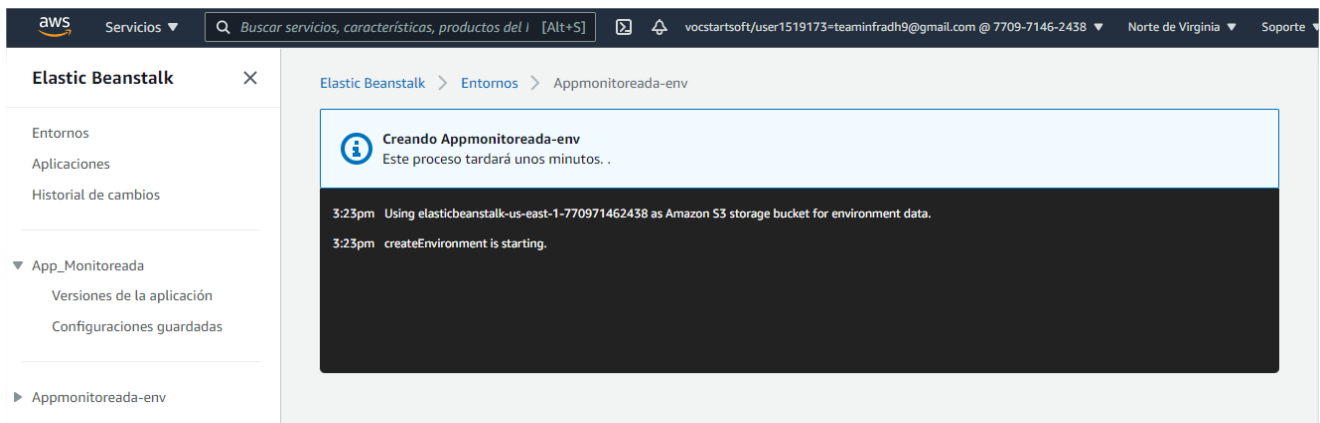 aws
Servicios ▼
Buscar servicios, características, productos del l [Alt+S]
vocstartsoft/user1519173=teaminfradh9@gmail.com @ 7709-7146-2438 ▼
Norte de Virginia ▼
Soporte ▼
Elastic Beanstalk
Entornos
Aplicaciones
Historial de cambios
▼ App_Monitoreada
Versiones de la aplicación
Configuraciones guardadas
▶ Appmonitoreada-env
Elastic Beanstalk > Entornos > Appmonitoreada-env
Creando Appmonitoreada-env
Este proceso tardará unos minutos. .
3:23pm Using elasticbeanstalk-us-east-1-770971462438 as Amazon S3 storage bucket for environment data.
3:23pm createEnvironment is starting.